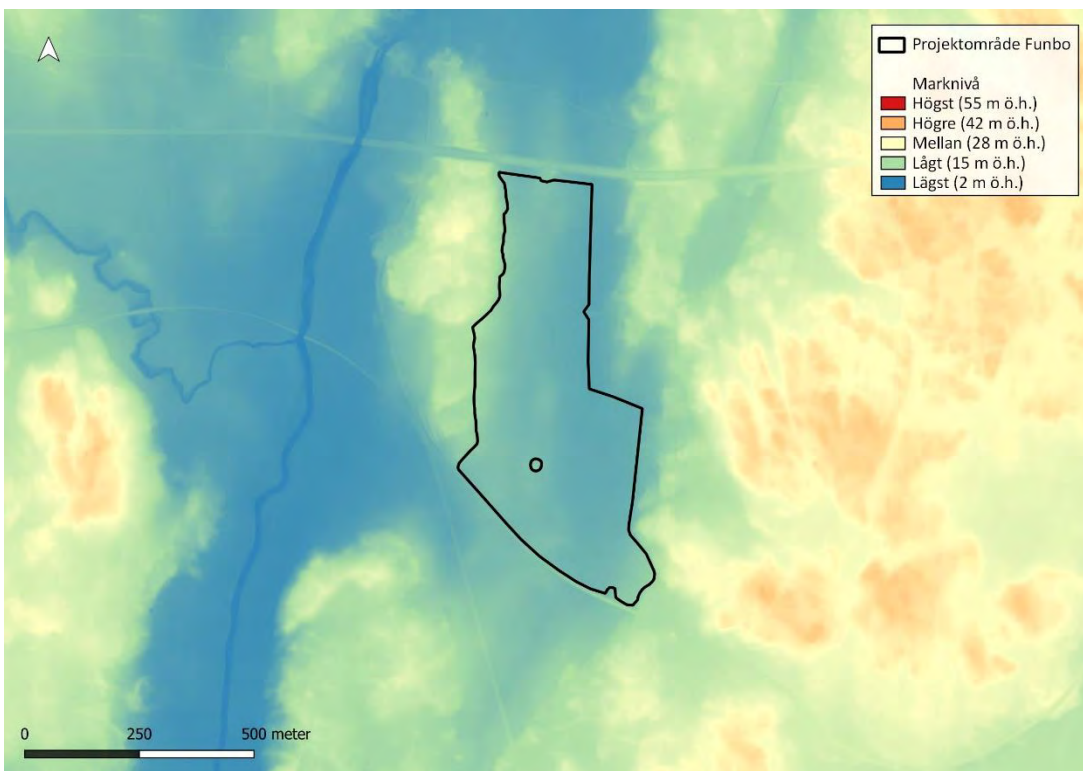 Projektområde Funbo
Marknivå
Högst (55 m ö.h.)
Högre (42 m ö.h.)
Mellan (28 m ö.h.)
Lågt (15 m ö.h.)
Lägst (2 m ö.h.)
0 250 500 meter